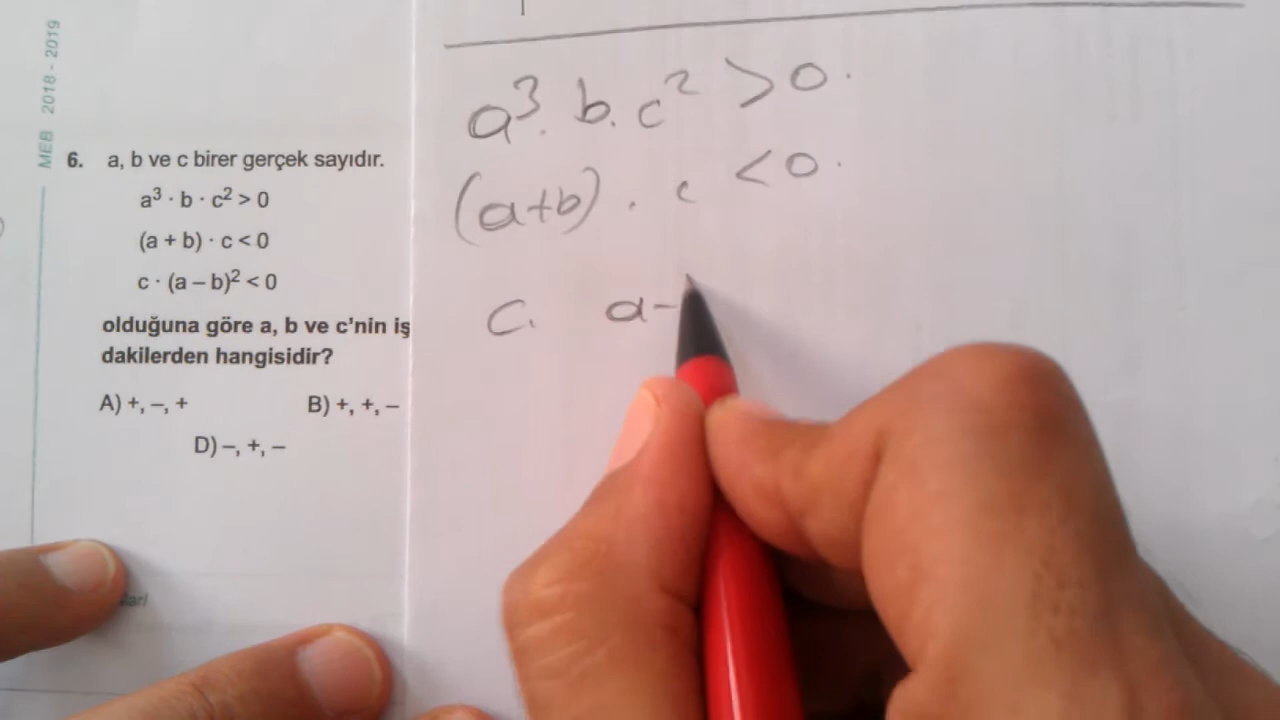 MEB 2018 - 2019
6. a, b ve c birer gerçek sayıdır.
a³ · b · c² > 0
(a + b) · c < 0
c · (a – b)² < 0
olduğuna göre a, b ve c'nin iş
dakilerden hangisidir?
A) +, –, + B) +, +, –
D) –, +, –
a³. b. c² > 0.
(a+b) . c < 0.
c. a-